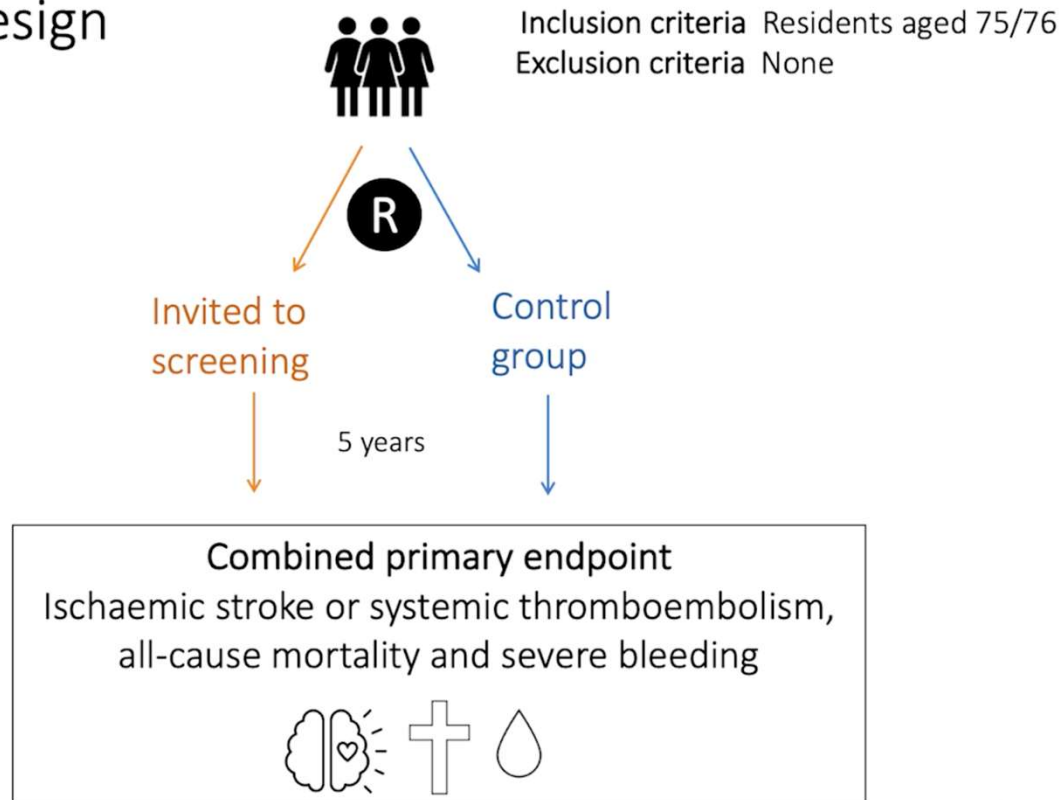 esign
Inclusion criteria Residents aged 75/76
Exclusion criteria None
R
Invited to
screening
Control
group
5 years
Combined primary endpoint
Ischaemic stroke or systemic thromboembolism,
all-cause mortality and severe bleeding